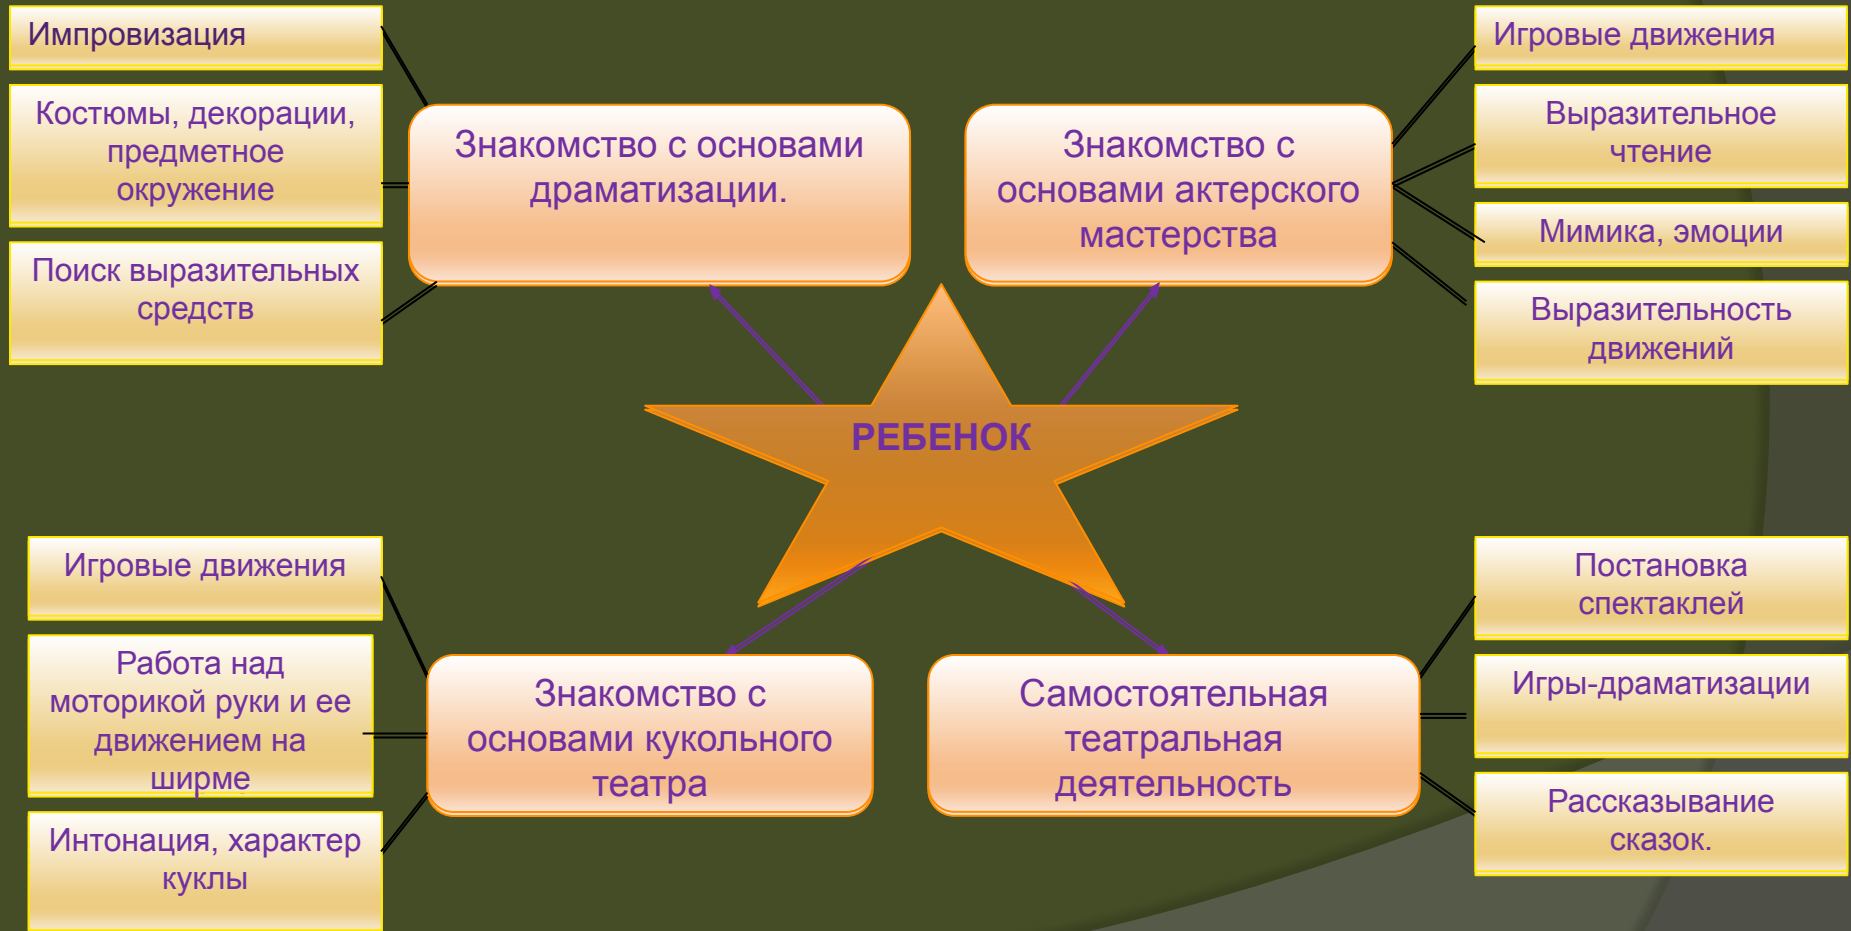 Импровизация
Костюмы, декорации,
предметное
окружение
Поиск выразительных
средств
Знакомство с основами
драматизации.
Знакомство с
основами актерского
мастерства
Игровые движения
Выразительное
чтение
Мимика, эмоции
Выразительность
движений
РЕБЕНОК
Игровые движения
Работа над
моторикой руки и ее
движением на
ширме
Интонация, характер
куклы
Знакомство с
основами кукольного
театра
Самостоятельная
театральная
деятельность
Постановка
спектаклей
Игры-драматизации
Рассказывание
сказок.